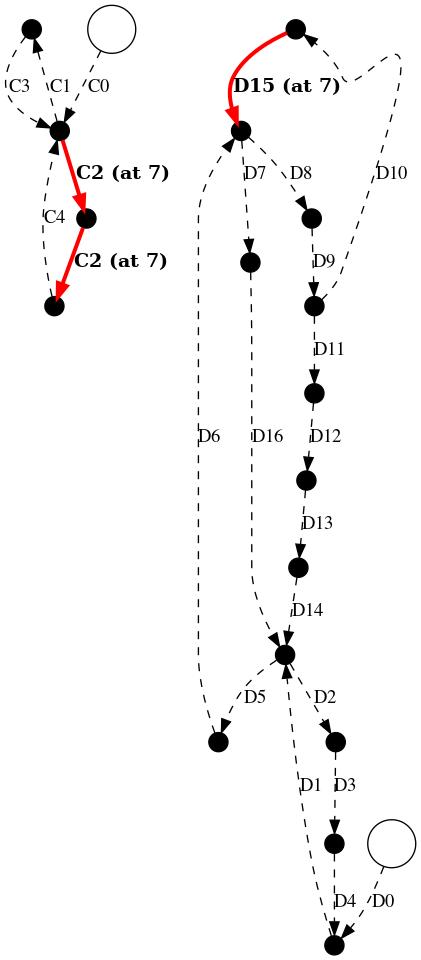 C3
C1
C0
C2 (at 7)
C4
C2 (at 7)
D15 (at 7)
D7
D8
D10
D9
D11
D6
D16
D12
D13
D14
D5
D2
D1
D3
D4
D0